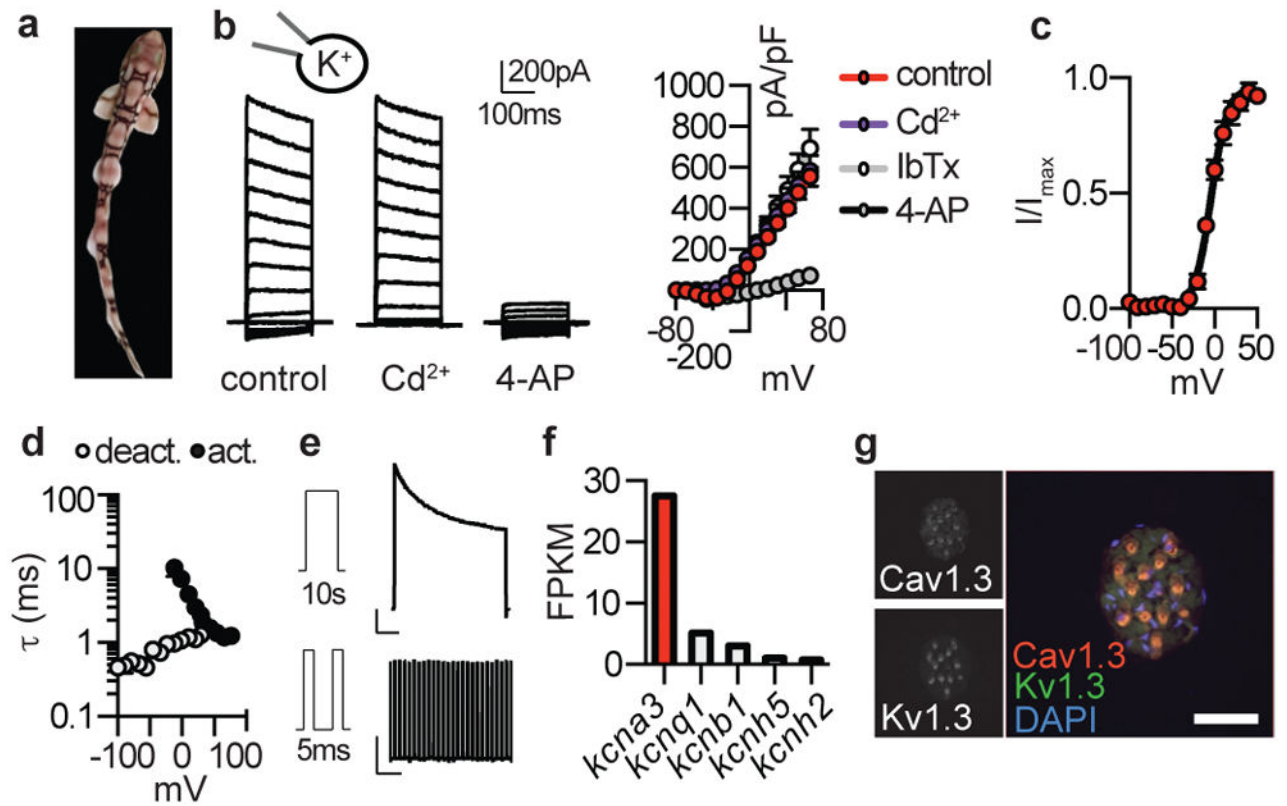 a
b
K⁺
200pA
100ms
control
Cd²⁺
4-AP
pA/pF
1000
800
600
400
200
-80
80
-200
mV
control
Cd²⁺
IbTx
4-AP
c
I/Imax
1.0
0.5
0.0
-100 -50 0 50
mV
d
deact. act.
τ (ms)
100
10
1
0.1
-100 0 100
mV
e
10s
5ms
f
FPKM
30
20
10
0
kcna3
kcnq1
kcnb1
kcnh5
kcnh2
g
Cav1.3
Kv1.3
Cav1.3
Kv1.3
DAPI